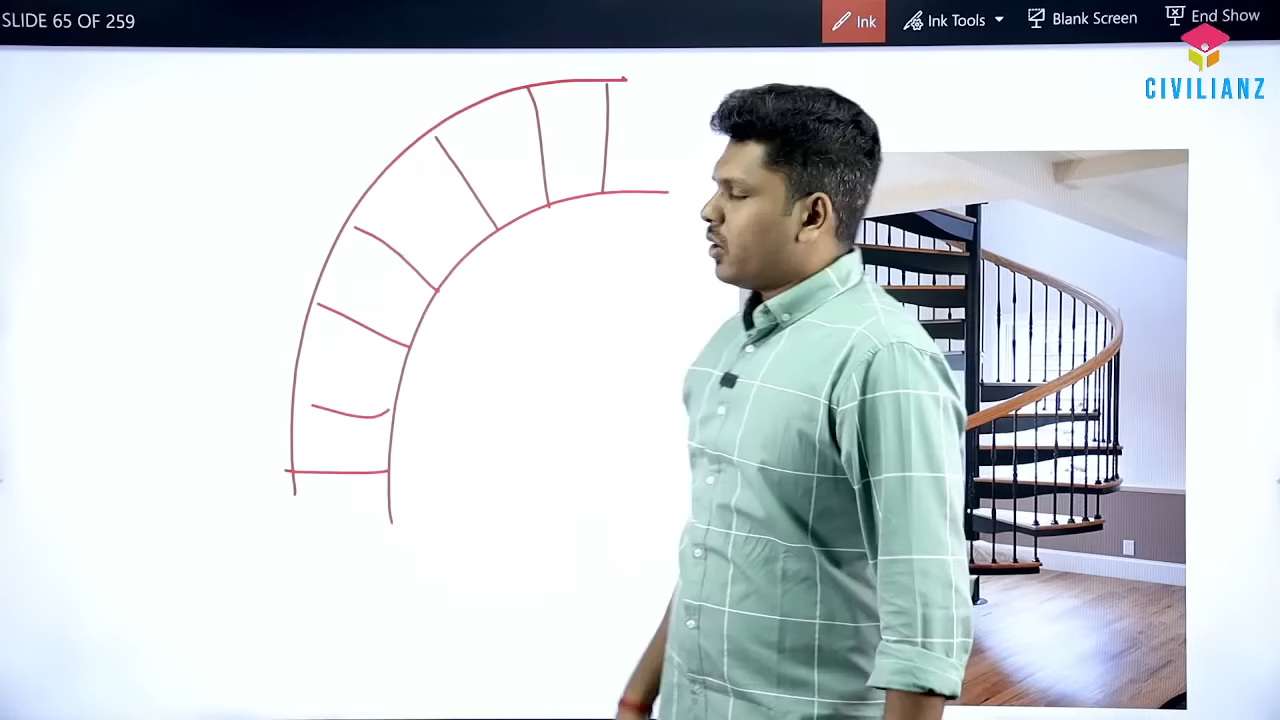 SLIDE 65 OF 259
Ink
Ink Tools
Blank Screen
End Show
CIVILIANZ